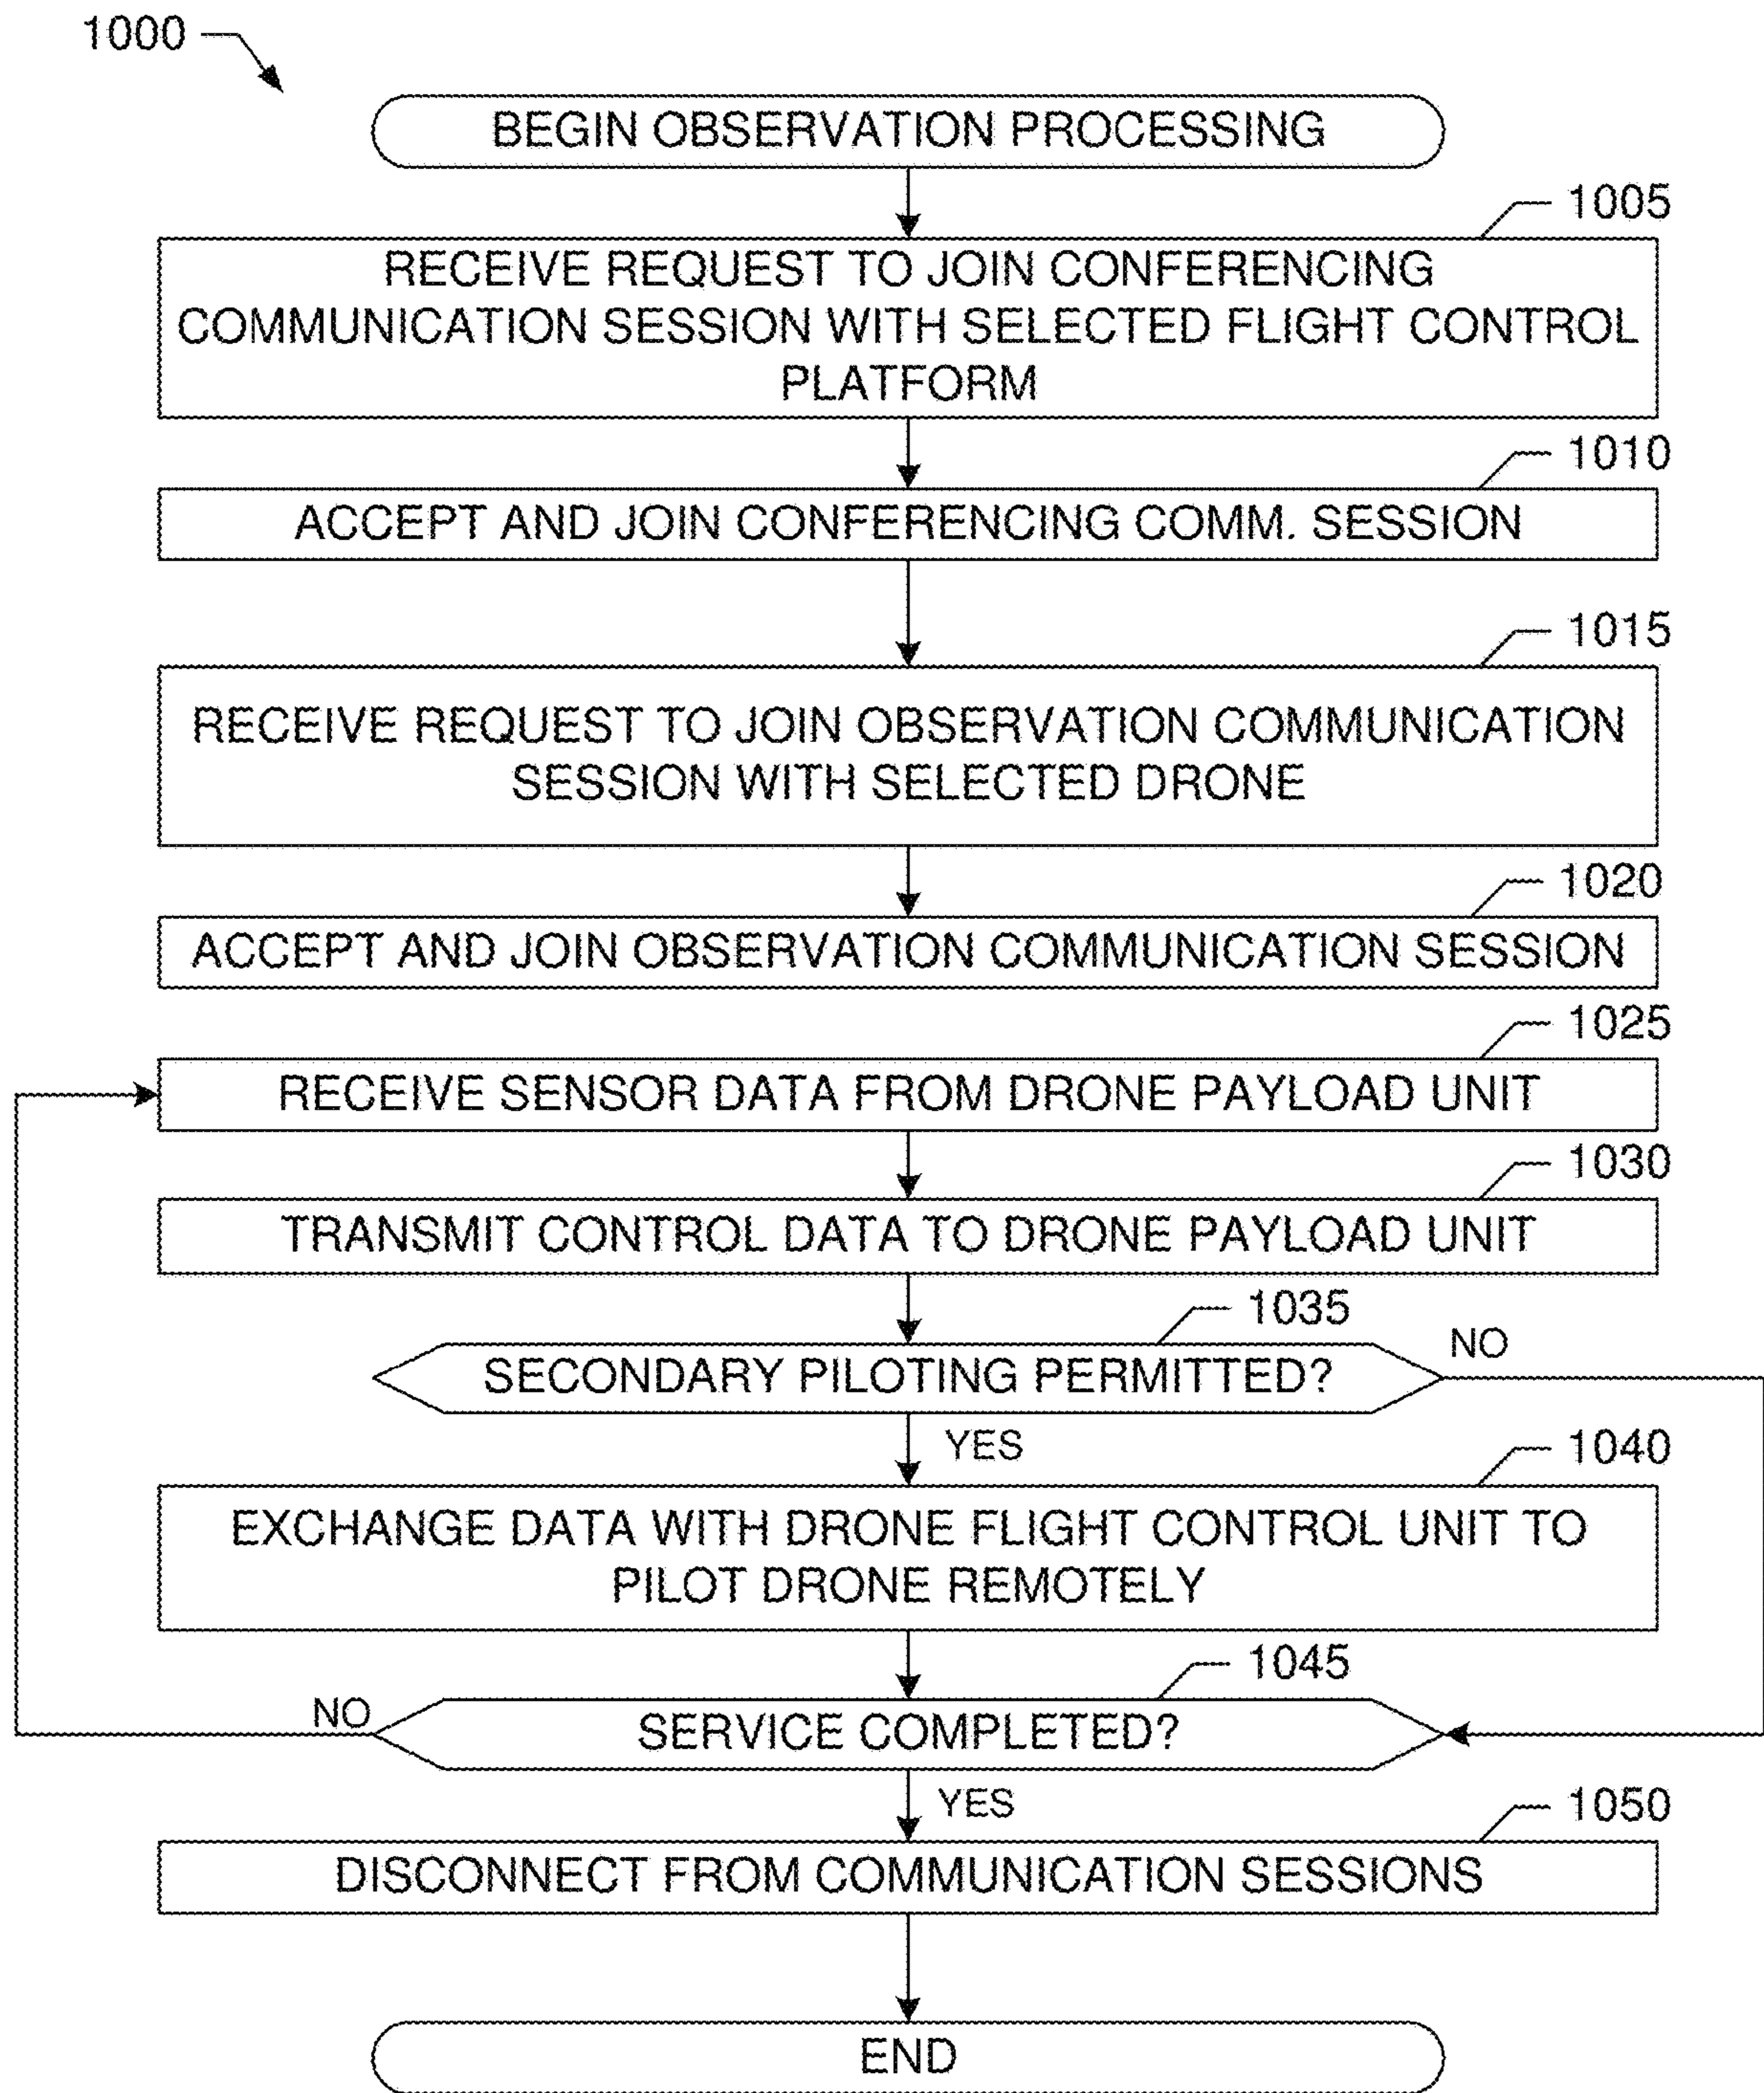 1000
BEGIN OBSERVATION PROCESSING
1005
RECEIVE REQUEST TO JOIN CONFERENCING
COMMUNICATION SESSION WITH SELECTED FLIGHT CONTROL
PLATFORM
1010
ACCEPT AND JOIN CONFERENCING COMM. SESSION
1015
RECEIVE REQUEST TO JOIN OBSERVATION COMMUNICATION
SESSION WITH SELECTED DRONE
1020
ACCEPT AND JOIN OBSERVATION COMMUNICATION SESSION
1025
RECEIVE SENSOR DATA FROM DRONE PAYLOAD UNIT
1030
TRANSMIT CONTROL DATA TO DRONE PAYLOAD UNIT
1035
SECONDARY PILOTING PERMITTED?
NO
YES
1040
EXCHANGE DATA WITH DRONE FLIGHT CONTROL UNIT TO
PILOT DRONE REMOTELY
1045
NO
SERVICE COMPLETED?
YES
1050
DISCONNECT FROM COMMUNICATION SESSIONS
END